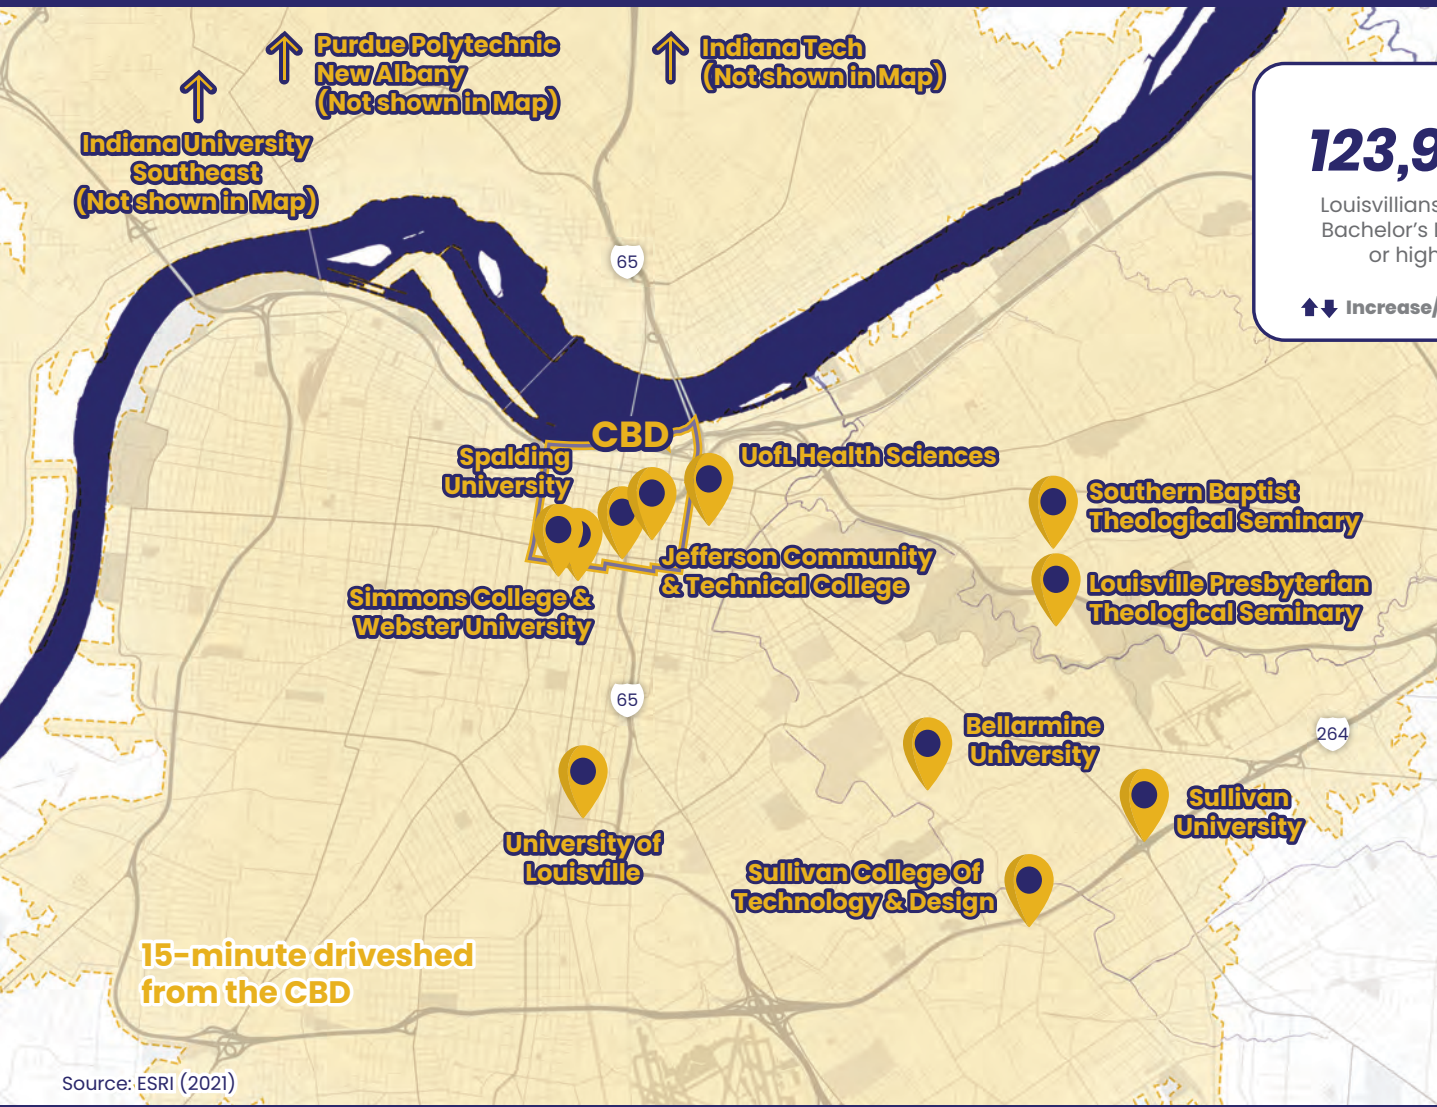 Purdue Polytechnic
New Albany
(Not shown in Map)
Indiana Tech
(Not shown in Map)
Indiana University
Southeast
(Not shown in Map)
123,9
Louisvillians
Bachelor's
or high
Increase/
65
CBD
Spalding
University
UofL Health Sciences
Southern Baptist
Theological Seminary
Jefferson Community
& Technical College
Louisville Presbyterian
Theological Seminary
Simmons College &
Webster University
65
Bellarmine
University
264
Sullivan
University
University of
Louisville
Sullivan College Of
Technology & Design
15-minute driveshed
from the CBD
Source: ESRI (2021)